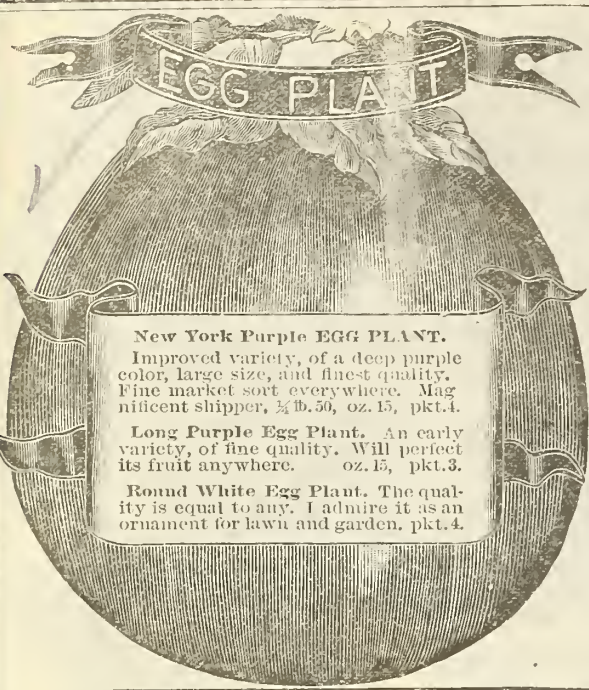 EGG PLANT
New York Purple EGG PLANT.
Improved variety, of a deep purple
color, large size, and finest quality.
Fine market sort everywhere. Mag
nificent shipper, ¼ lb. 50, oz. 15, pkt. 4.
Long Purple Egg Plant. An early
variety, of fine quality. Will perfect
its fruit anywhere. oz. 15, pkt. 3.
Round White Egg Plant. The qual-
ity is equal to any. I admire it as an
ornament for lawn and garden. pkt. 4.